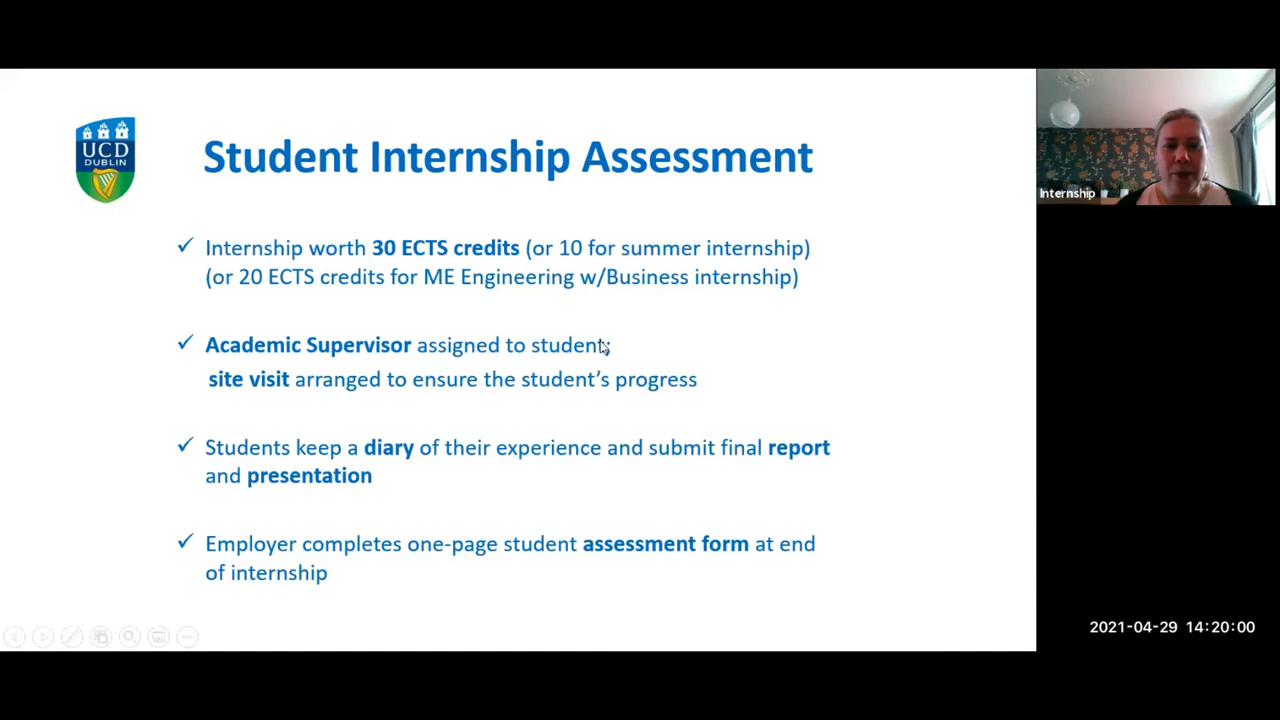 UCD
DUBLIN
Student Internship Assessment
✓ Internship worth 30 ECTS credits (or 10 for summer internship)
(or 20 ECTS credits for ME Engineering w/Business internship)
✓ Academic Supervisor assigned to student;
site visit arranged to ensure the student’s progress
✓ Students keep a diary of their experience and submit final report
and presentation
✓ Employer completes one-page student assessment form at end
of internship
Internship
2021-04-29 14:20:00